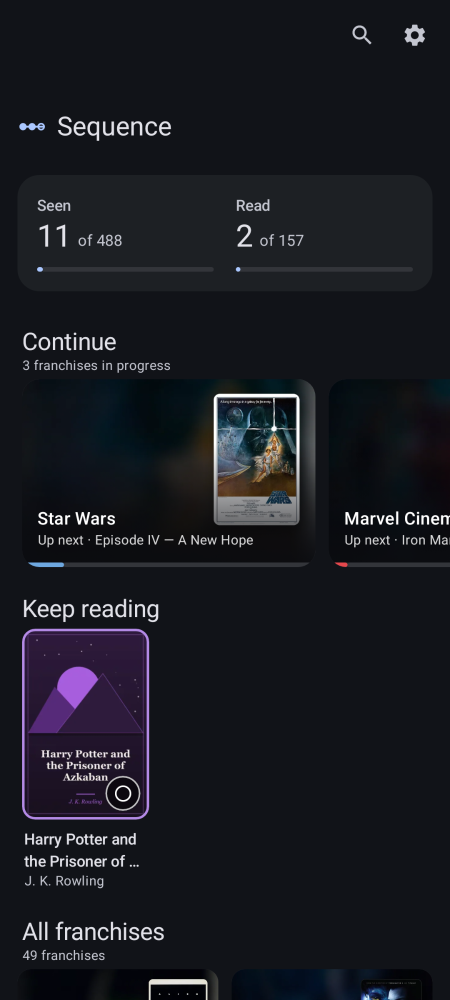 Sequence
Seen
Read
11 of 488
2 of 157
Continue
3 franchises in progress
STAR
WARS
Star Wars
Up next · Episode IV — A New Hope
Marvel Cinem
Up next · Iron Ma
Keep reading
Harry Potter and
the Prisoner of
Azkaban
J. K. Rowling
Harry Potter and
the Prisoner of ...
J. K. Rowling
All franchises
49 franchises